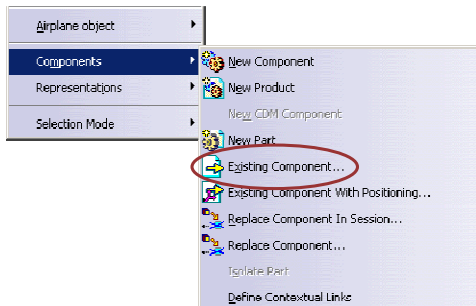 Airplane object
Components
Representations
Selection Mode
New Component
New Product
New CDM Component
New Part
Existing Component...
Existing Component With Positioning...
Replace Component In Session...
Replace Component...
Isolate Part
Define Contextual Links